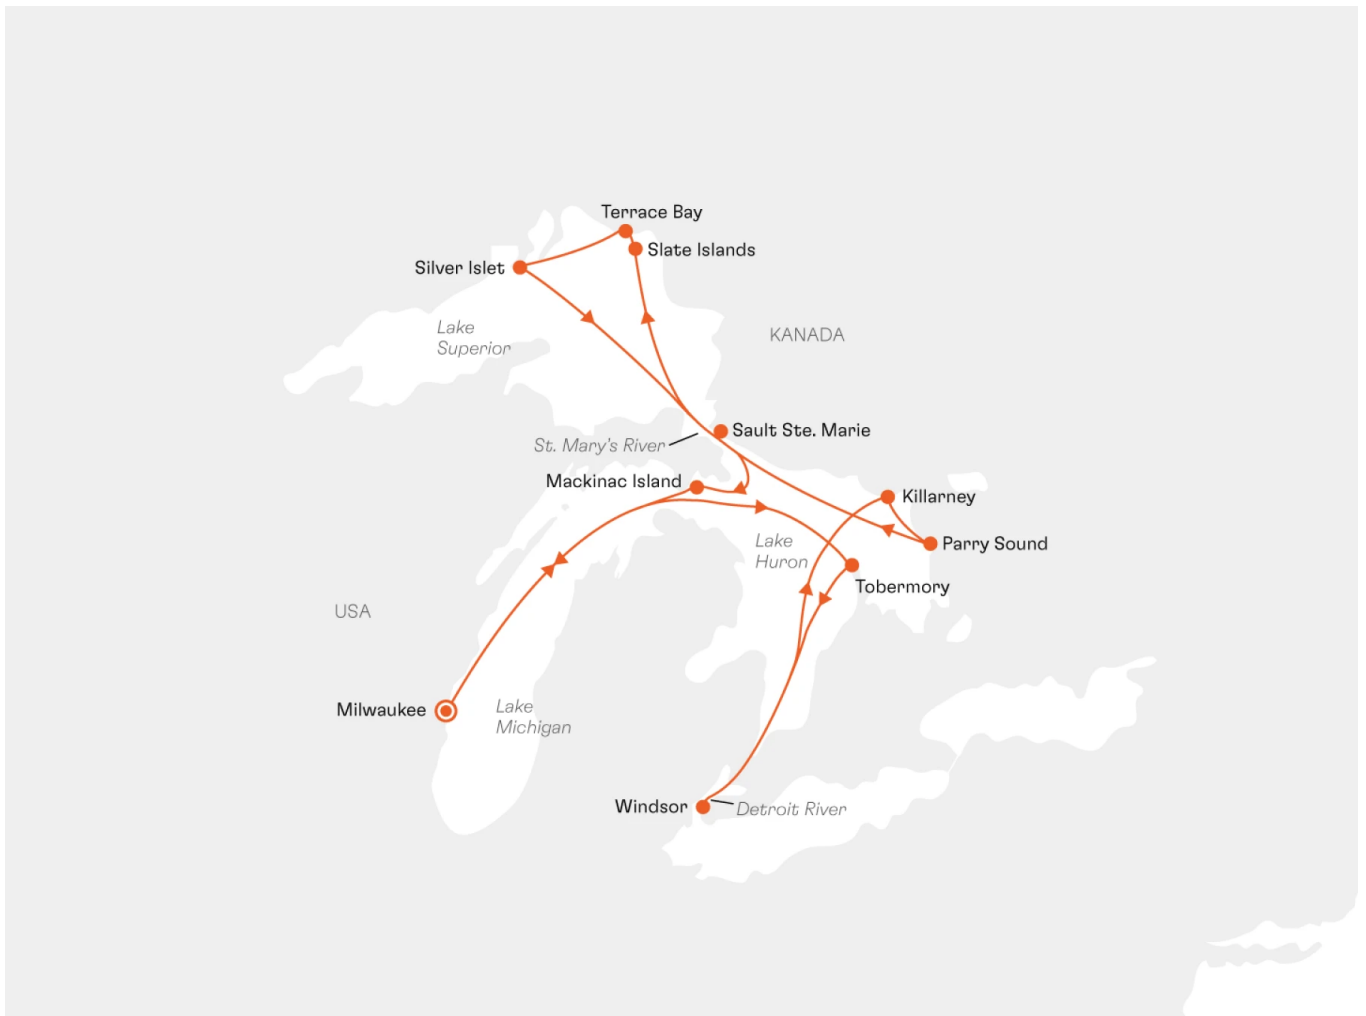 Terrace Bay
Slate Islands
Silver Islet
Lake
Superior
KANADA
Sault Ste. Marie
St. Mary's River
Mackinac Island
Killarney
Lake
Huron
Parry Sound
Tobermory
USA
Milwaukee
Lake
Michigan
Windsor
Detroit River